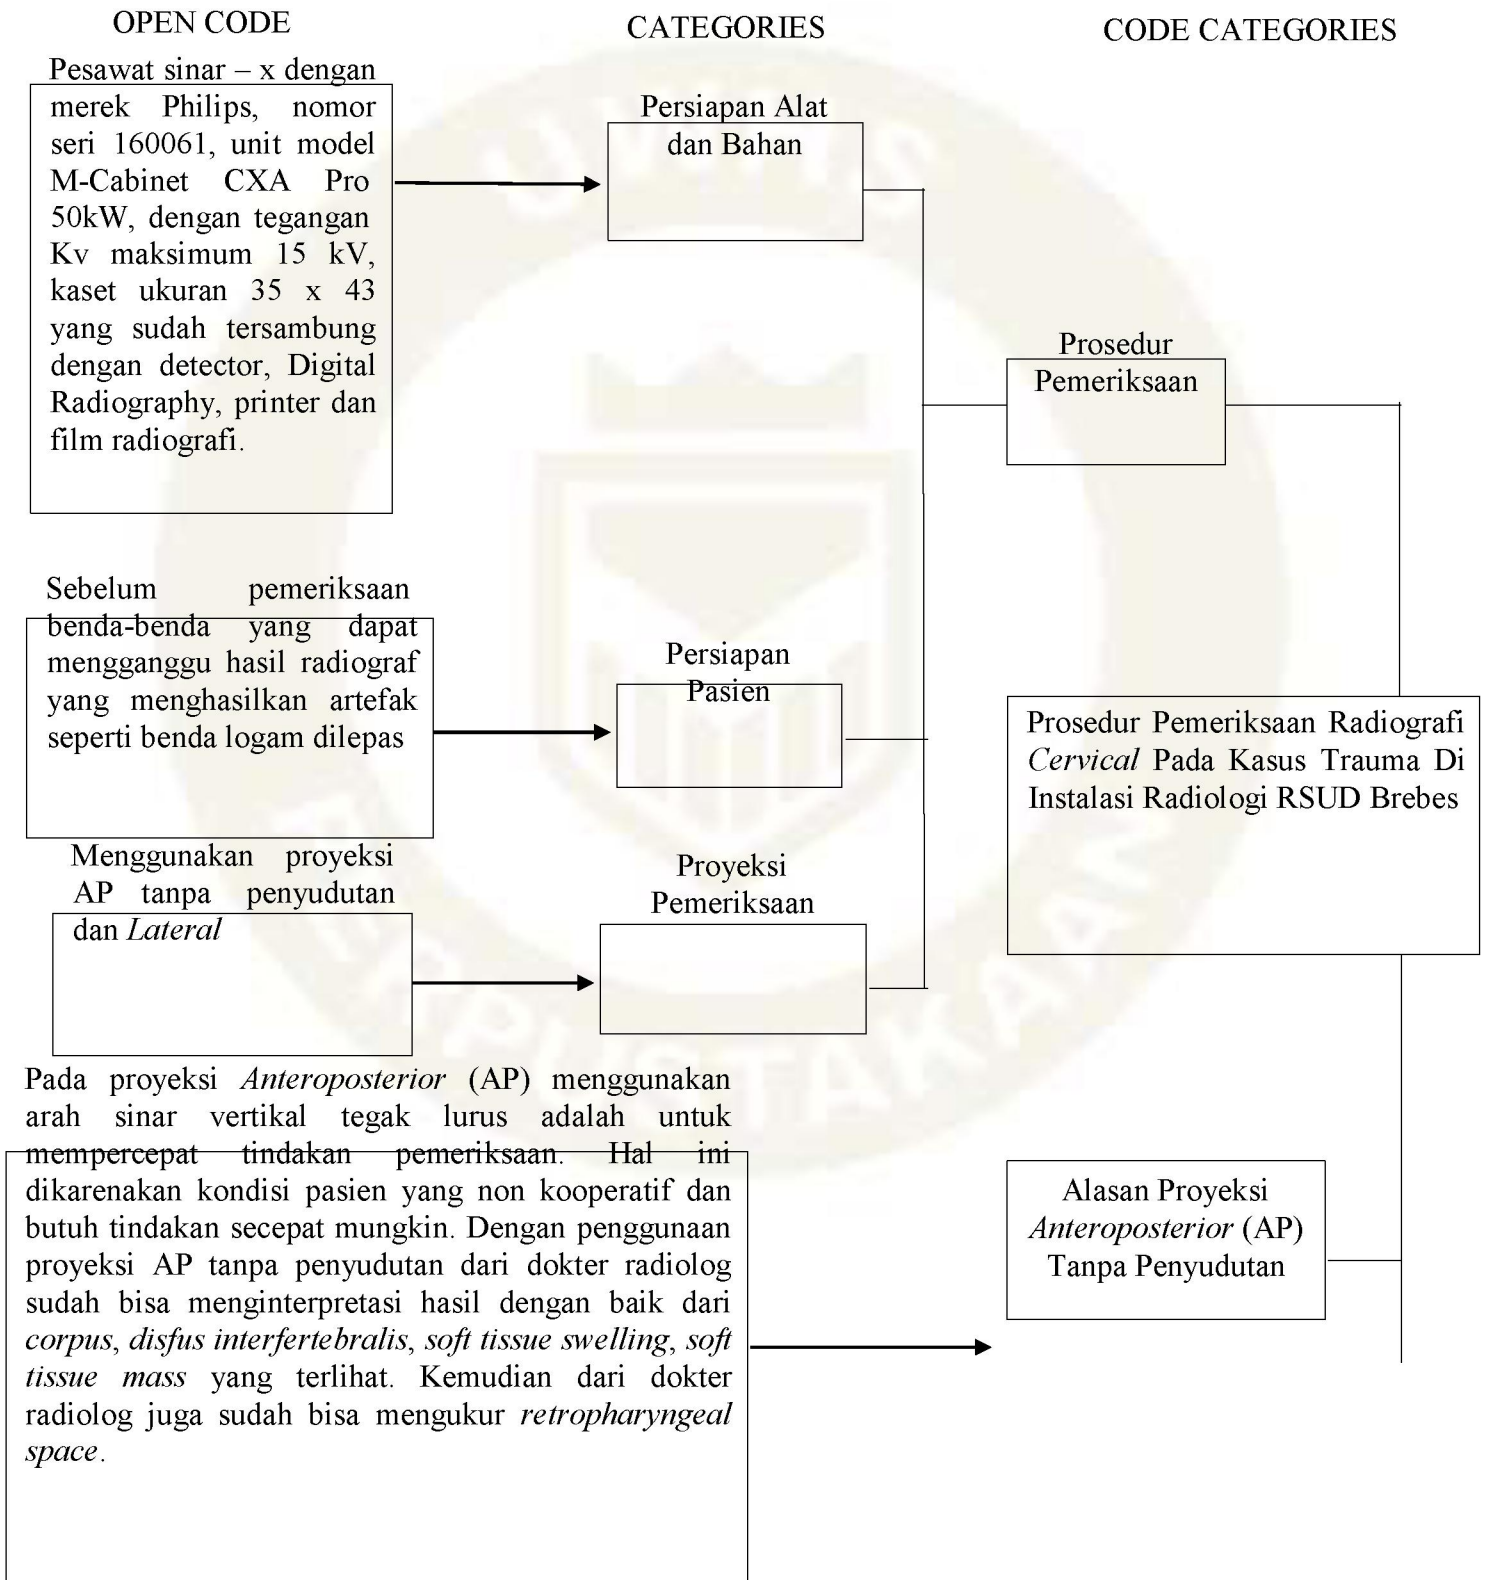 OPEN CODE
CATEGORIES
CODE CATEGORIES
Pesawat sinar – x dengan
merek Philips, nomor
seri 160061, unit model
M-Cabinet CXA Pro
50kW, dengan tegangan
Kv maksimum 15 kV,
kaset ukuran 35 x 43
yang sudah tersambung
dengan detector, Digital
Radiography, printer dan
film radiografi.
Persiapan Alat
dan Bahan
Prosedur
Pemeriksaan
Sebelum pemeriksaan
benda-benda yang dapat
mengganggu hasil radiograf
yang menghasilkan artefak
seperti benda logam dilepas
Persiapan
Pasien
Prosedur Pemeriksaan Radiografi
Cervical Pada Kasus Trauma Di
Instalasi Radiologi RSUD Brebes
Menggunakan proyeksi
AP tanpa penyudutan
dan Lateral
Proyeksi
Pemeriksaan
Pada proyeksi Anteroposterior (AP) menggunakan
arah sinar vertikal tegak lurus adalah untuk
mempercepat tindakan pemeriksaan. Hal ini
dikarenakan kondisi pasien yang non kooperatif dan
butuh tindakan secepat mungkin. Dengan penggunaan
proyeksi AP tanpa penyudutan dari dokter radiolog
sudah bisa menginterpretasi hasil dengan baik dari
corpus, disfus interfertebralis, soft tissue swelling, soft
tissue mass yang terlihat. Kemudian dari dokter
radiolog juga sudah bisa mengukur retropharyngeal
space.
Alasan Proyeksi
Anteroposterior (AP)
Tanpa Penyudutan
PERPUSTAKAAN